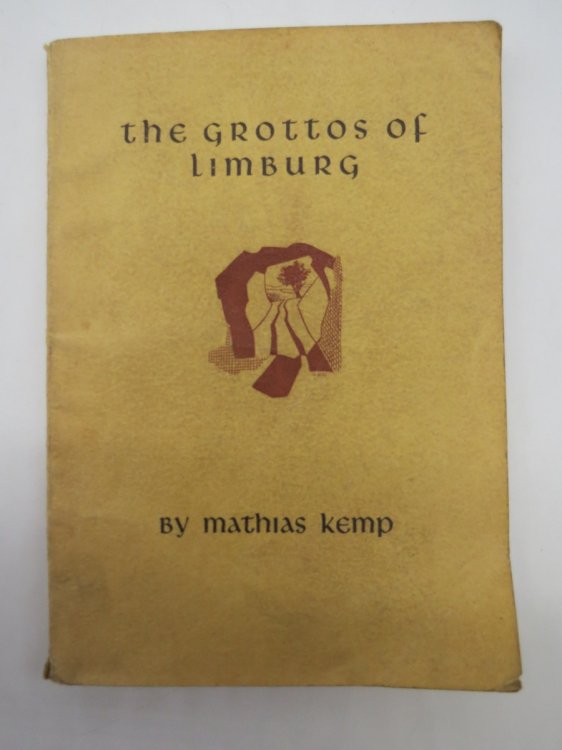 the GROttOS Of
LIMBURG
BY mathias kemp